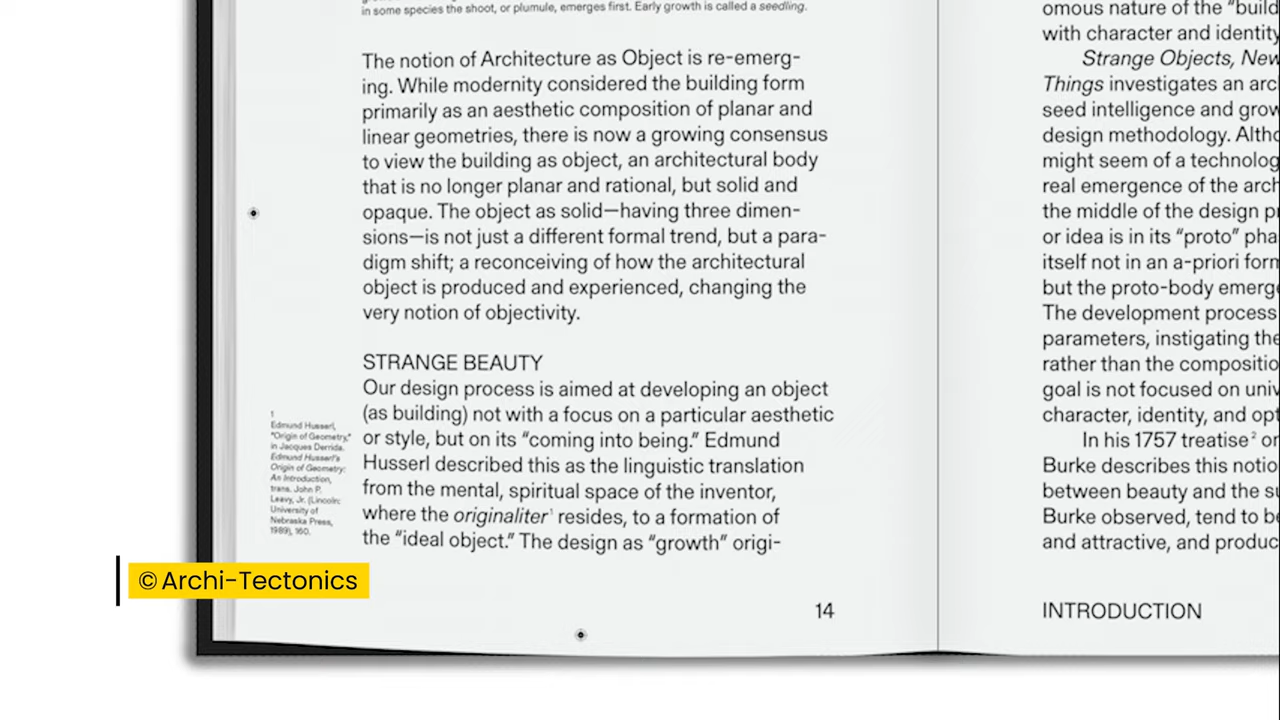 in some species the shoot, or plumule, emerges first. Early growth is called a seedling.
The notion of Architecture as Object is re-emerg-
ing. While modernity considered the building form
primarily as an aesthetic composition of planar and
linear geometries, there is now a growing consensus
to view the building as object, an architectural body
that is no longer planar and rational, but solid and
opaque. The object as solid—having three dimen-
sions—is not just a different formal trend, but a para-
digm shift; a reconceiving of how the architectural
object is produced and experienced, changing the
very notion of objectivity.
STRANGE BEAUTY
Our design process is aimed at developing an object
(as building) not with a focus on a particular aesthetic
or style, but on its “coming into being.” Edmund
Husserl described this as the linguistic translation
from the mental, spiritual space of the inventor,
where the originaliter¹ resides, to a formation of
the “ideal object.” The design as “growth” origi-
1
Edmund Husserl,
“Origin of Geometry,”
in Jacques Derrida.
Edmund Husserl's
Origin of Geometry:
An Introduction,
trans. John P.
Leavy, Jr. (Lincoln:
University of
Nebraska Press,
1989), 160.
14
omous nature of the “build
with character and identity
Strange Objects, New
Things investigates an arc
seed intelligence and grow
design methodology. Altho
might seem of a technolog
real emergence of the arch
the middle of the design p
or idea is in its “proto” pha
itself not in an a-priori form
but the proto-body emerge
The development process
parameters, instigating the
rather than the compositio
goal is not focused on univ
character, identity, and opt
In his 1757 treatise² on
Burke describes this notio
between beauty and the su
Burke observed, tend to be
and attractive, and produc
INTRODUCTION
© Archi-Tectonics